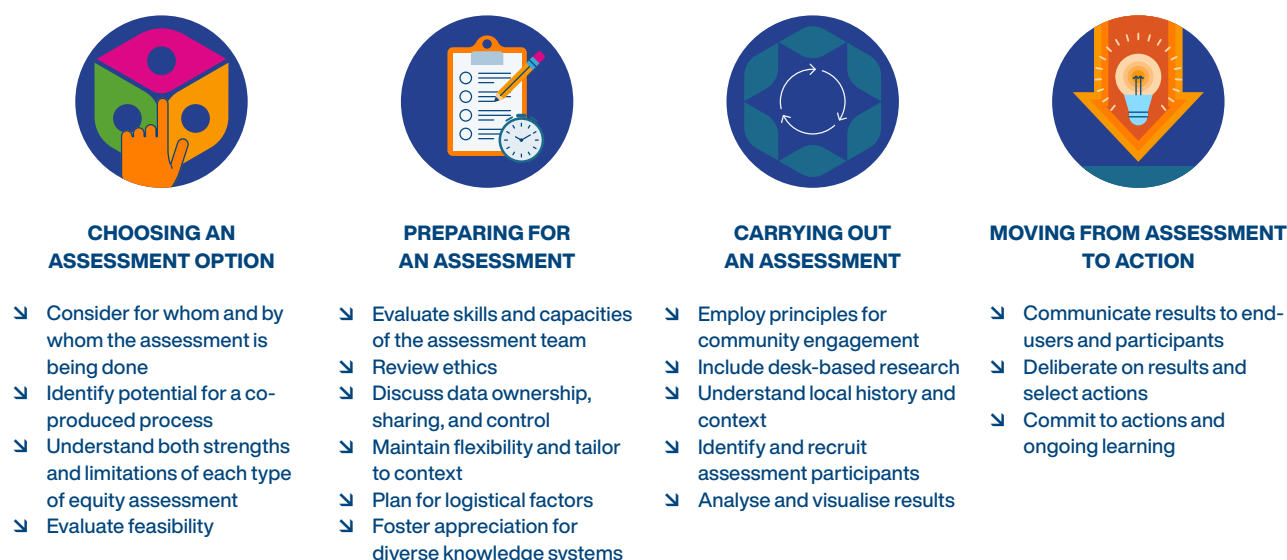 CHOOSING AN
ASSESSMENT OPTION
Consider for whom and by
whom the assessment is
being done
Identify potential for a co-
produced process
Understand both strengths
and limitations of each type
of equity assessment
Evaluate feasibility
PREPARING FOR
AN ASSESSMENT
Evaluate skills and capacities
of the assessment team
Review ethics
Discuss data ownership,
sharing, and control
Maintain flexibility and tailor
to context
Plan for logistical factors
Foster appreciation for
diverse knowledge systems
CARRYING OUT
AN ASSESSMENT
Employ principles for
community engagement
Include desk-based research
Understand local history and
context
Identify and recruit
assessment participants
Analyse and visualise results
MOVING FROM ASSESSMENT
TO ACTION
Communicate results to end-
users and participants
Deliberate on results and
select actions
Commit to actions and
ongoing learning